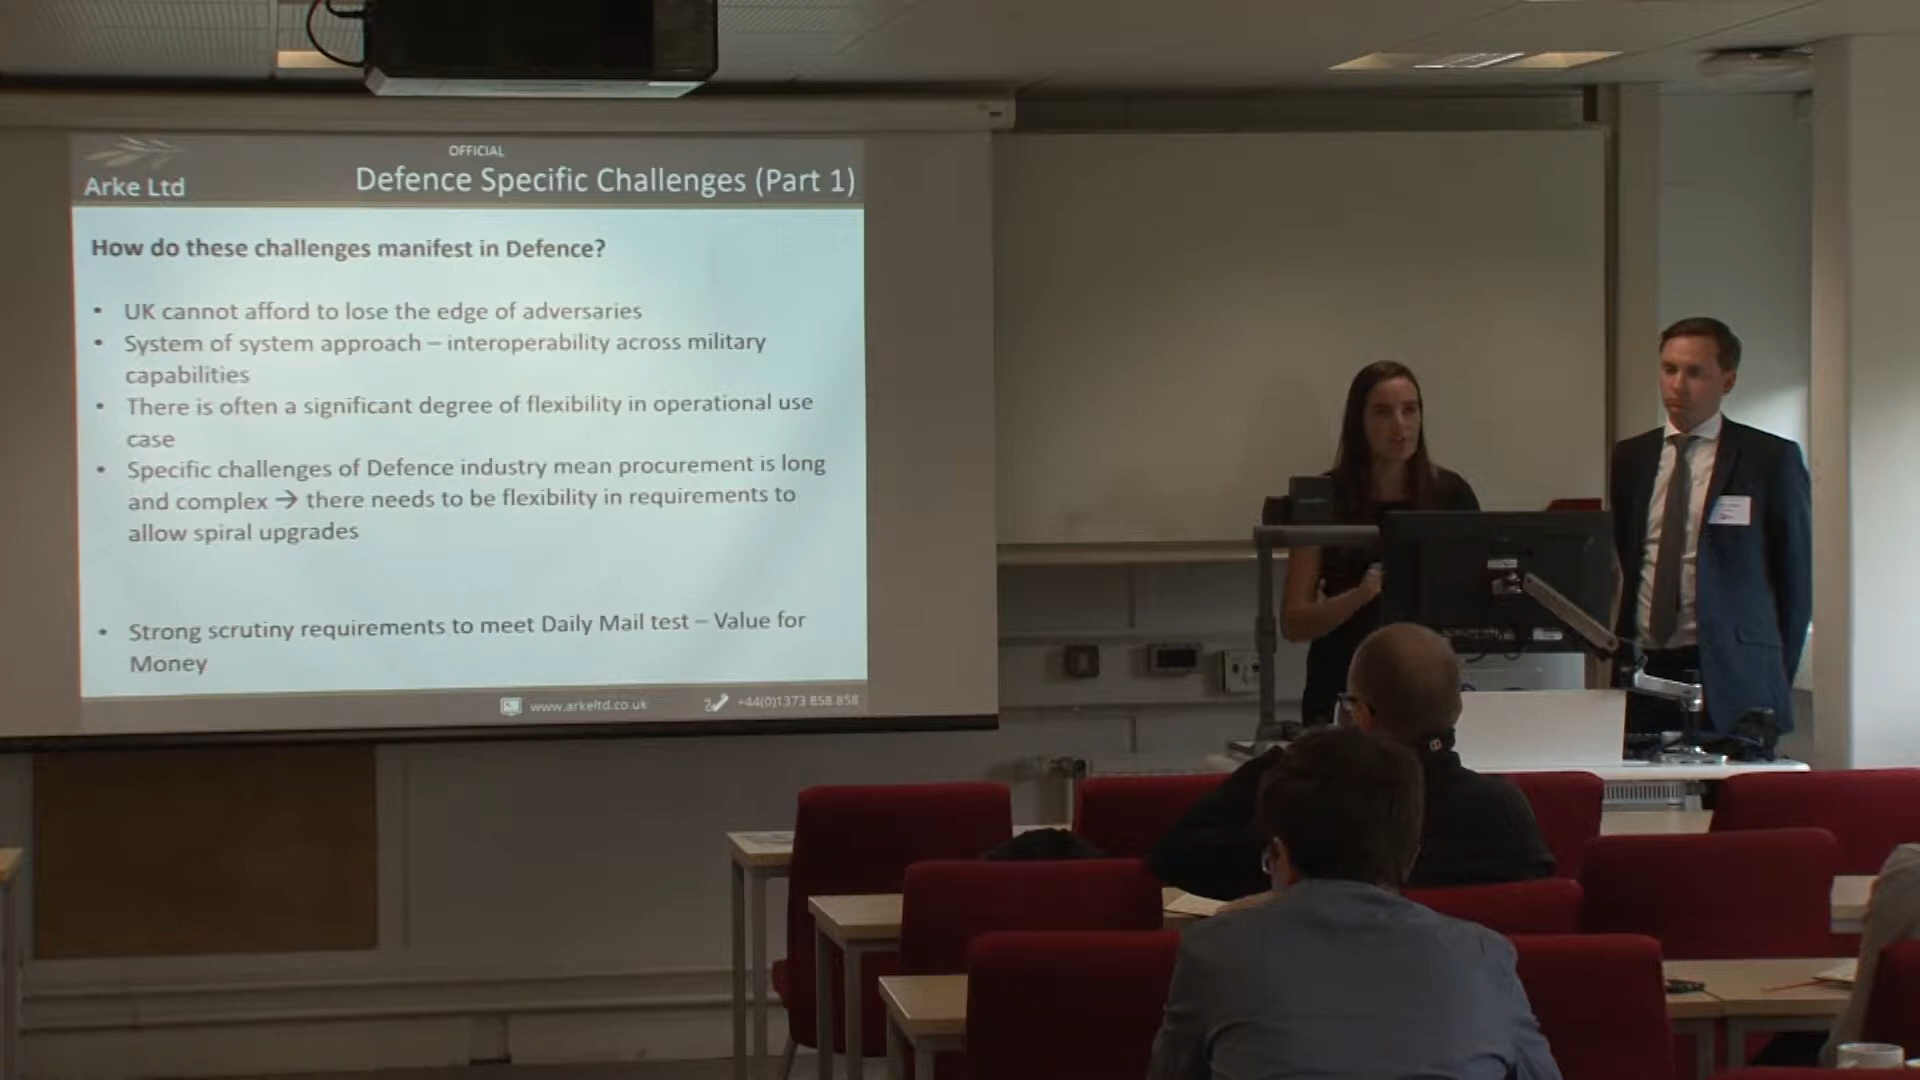 OFFICIAL
Arke Ltd
Defence Specific Challenges (Part 1)
How do these challenges manifest in Defence?
• UK cannot afford to lose the edge of adversaries
• System of system approach – interoperability across military
capabilities
• There is often a significant degree of flexibility in operational use
case
• Specific challenges of Defence industry mean procurement is long
and complex → there needs to be flexibility in requirements to
allow spiral upgrades
• Strong scrutiny requirements to meet Daily Mail test – Value for
Money
www.arkeltd.co.uk
+44(0)1373 858 858